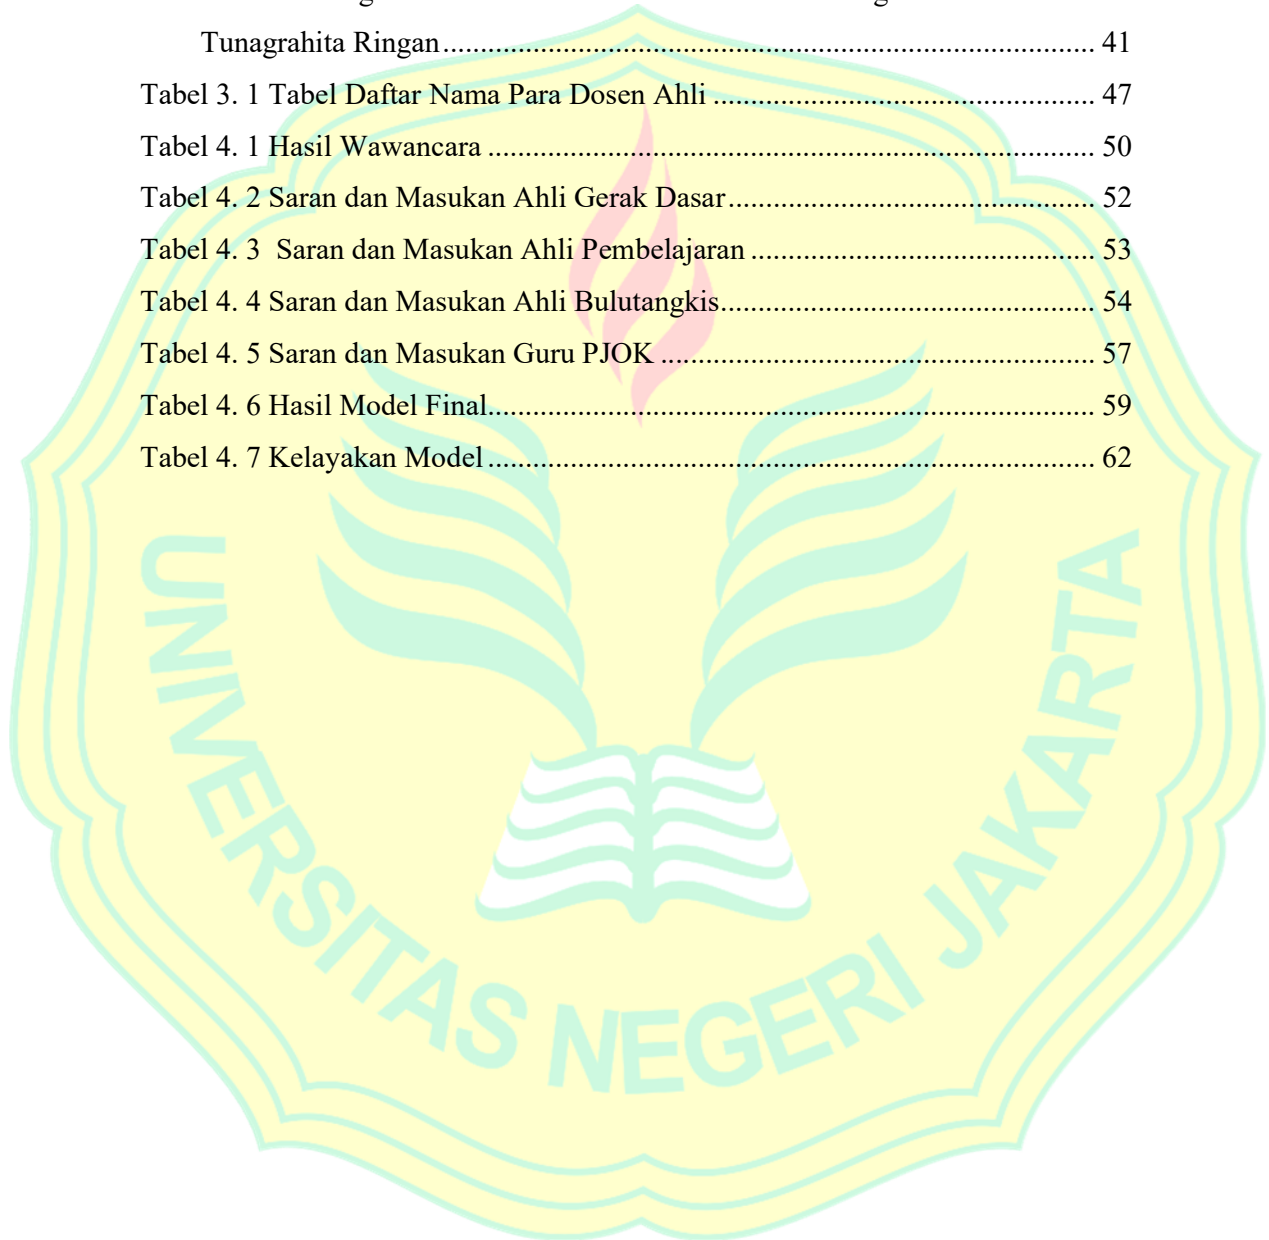 Tunagrahita Ringan........................................................................................ 41
Tabel 3. 1 Tabel Daftar Nama Para Dosen Ahli .................................................... 47
Tabel 4. 1 Hasil Wawancara .................................................................................. 50
Tabel 4. 2 Saran dan Masukan Ahli Gerak Dasar.................................................. 52
Tabel 4. 3  Saran dan Masukan Ahli Pembelajaran ............................................... 53
Tabel 4. 4 Saran dan Masukan Ahli Bulutangkis................................................... 54
Tabel 4. 5 Saran dan Masukan Guru PJOK ........................................................... 57
Tabel 4. 6 Hasil Model Final.................................................................................. 59
Tabel 4. 7 Kelayakan Model .................................................................................. 62
UNIVERSITAS NEGERI JAKARTA